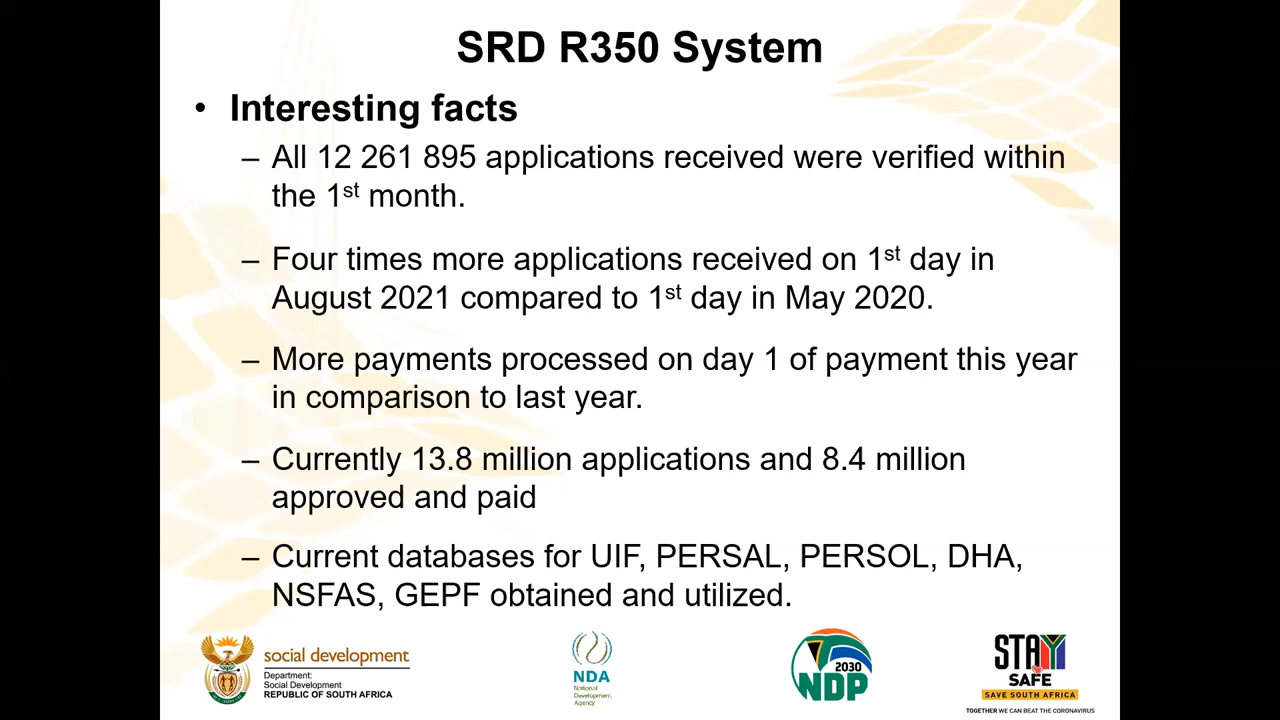 SRD R350 System
• Interesting facts
– All 12 261 895 applications received were verified within
the 1st month.
– Four times more applications received on 1st day in
August 2021 compared to 1st day in May 2020.
– More payments processed on day 1 of payment this year
in comparison to last year.
– Currently 13.8 million applications and 8.4 million
approved and paid
– Current databases for UIF, PERSAL, PERSOL, DHA,
NSFAS, GEPF obtained and utilized.
social development
Department:
Social Development
REPUBLIC OF SOUTH AFRICA
NDA
National
Development
Agency
2030
NDP
STAY
SAFE
SAVE SOUTH AFRICA
TOGETHER WE CAN BEAT THE CORONAVIRUS